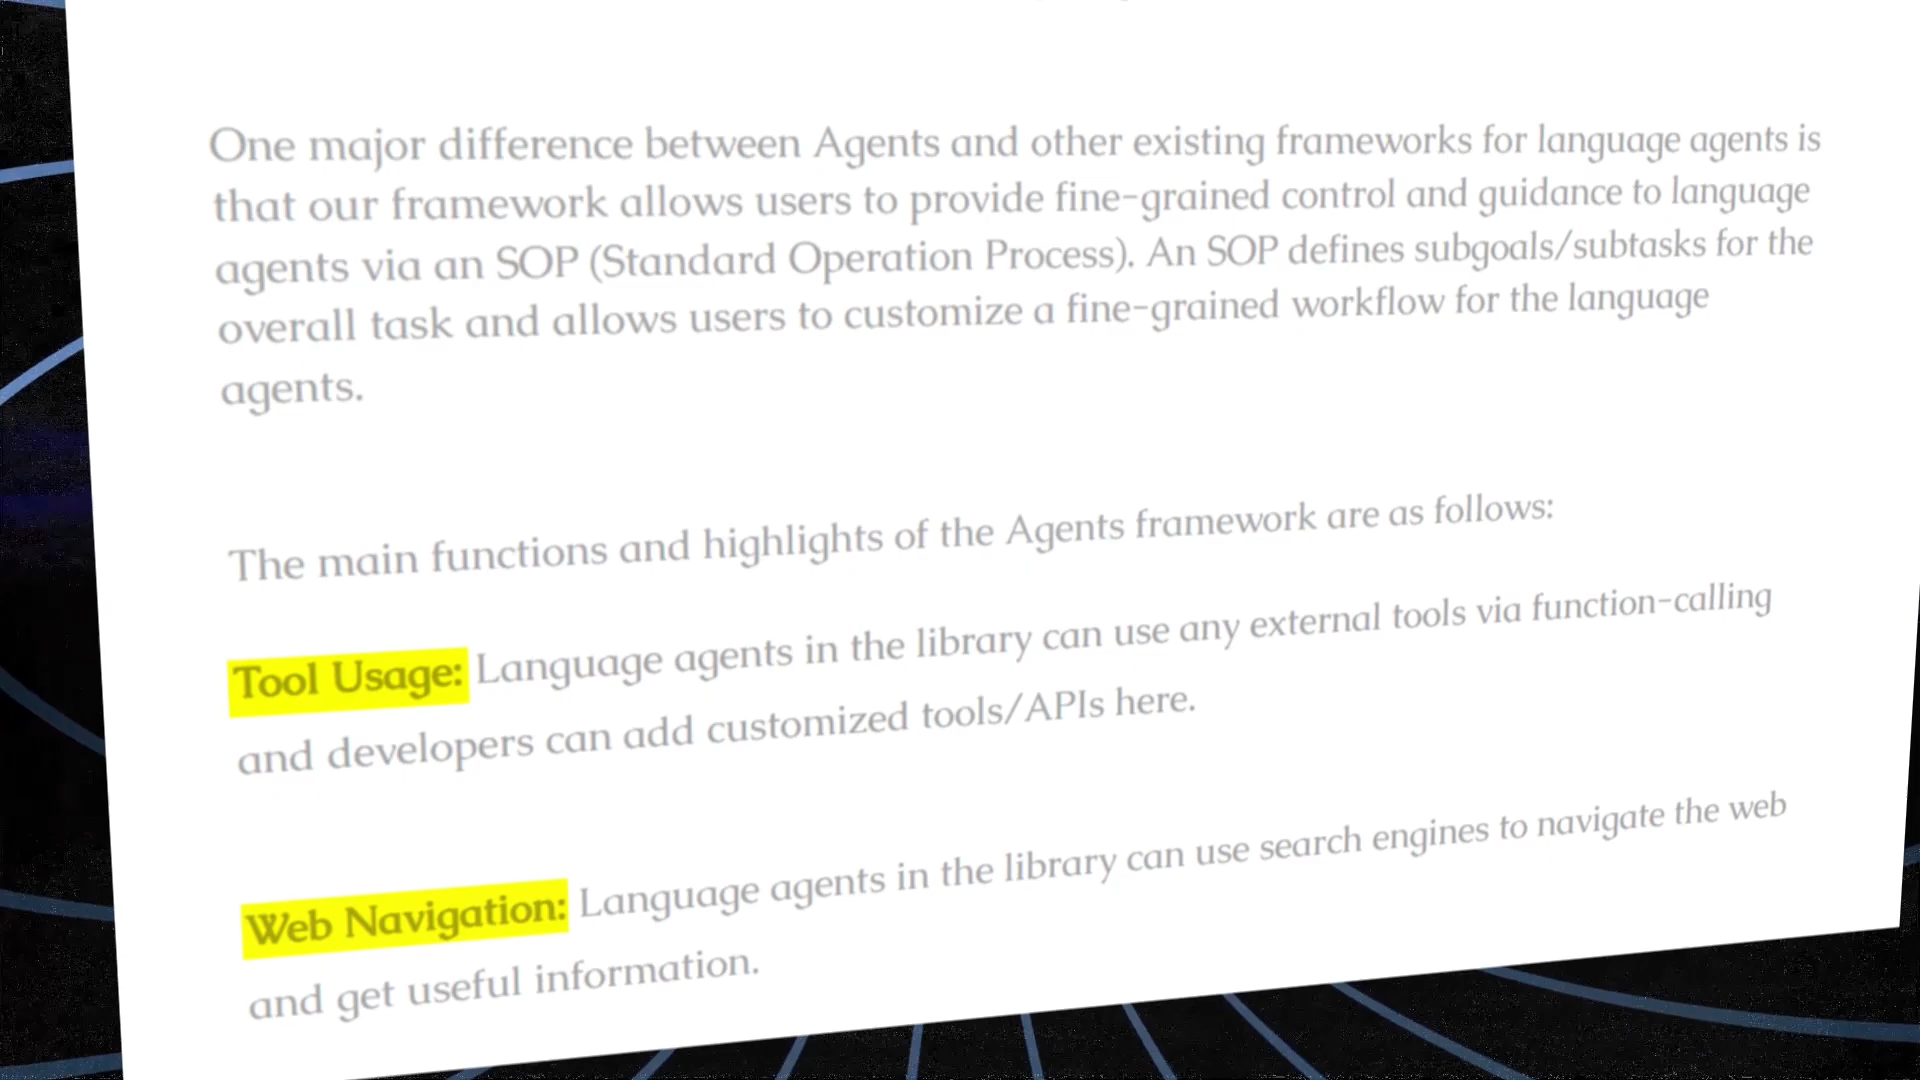 One major difference between Agents and other existing frameworks for language agents is
that our framework allows users to provide fine-grained control and guidance to language
agents via an SOP (Standard Operation Process). An SOP defines subgoals/subtasks for the
overall task and allows users to customize a fine-grained workflow for the language
agents.
The main functions and highlights of the Agents framework are as follows:
Tool Usage: Language agents in the library can use any external tools via function-calling
and developers can add customized tools/APIs here.
Web Navigation: Language agents in the library can use search engines to navigate the web
and get useful information.